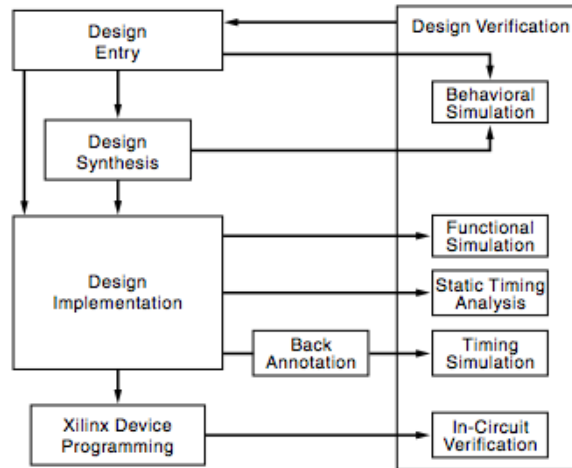 Design
Entry
Design Verification
Behavioral
Simulation
Design
Synthesis
Functional
Simulation
Design
Implementation
Static Timing
Analysis
Back
Annotation
Timing
Simulation
Xilinx Device
Programming
In-Circuit
Verification